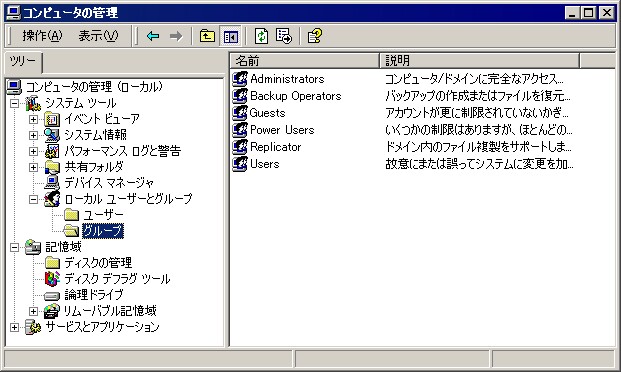 コンピュータの管理
操作(A) 表示(V)
ツリー
コンピュータの管理 (ローカル)
システム ツール
イベント ビューア
システム情報
パフォーマンス ログと警告
共有フォルダ
デバイス マネージャ
ローカル ユーザーとグループ
ユーザー
グループ
記憶域
ディスクの管理
ディスク デフラグ ツール
論理ドライブ
リムーバブル記憶域
サービスとアプリケーション
名前 説明
Administrators コンピュータ/ドメインに完全なアクセス...
Backup Operators バックアップの作成またはファイルを復元...
Guests アカウントが更に制限されていないかぎ...
Power Users いくつかの制限はありますが、ほとんどの...
Replicator ドメイン内のファイル複製をサポートしま...
Users 故意にまたは誤ってシステムに変更を加...